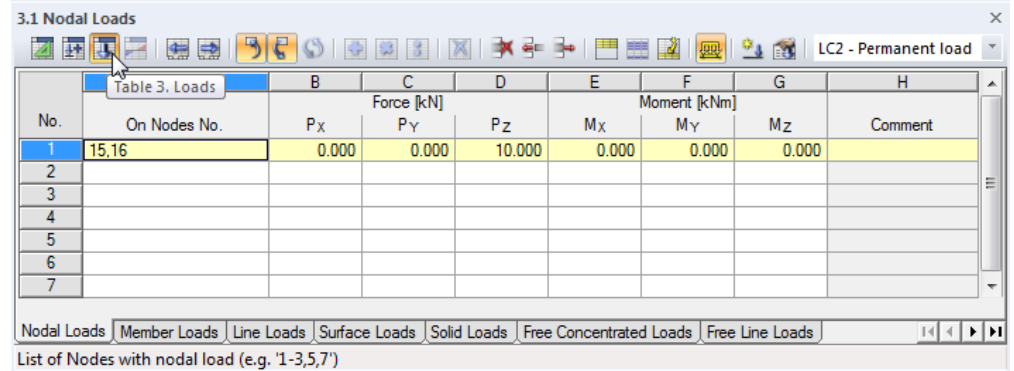 3.1 Nodal Loads
LC2 - Permanent load
Table 3. Loads
B C D E F G H
Force [kN] Moment [kNm]
No. On Nodes No. PX PY PZ MX MY MZ Comment
1 15,16 0.000 0.000 10.000 0.000 0.000 0.000
2
3
4
5
6
7
Nodal Loads Member Loads Line Loads Surface Loads Solid Loads Free Concentrated Loads Free Line Loads
List of Nodes with nodal load (e.g. '1-3,5,7')